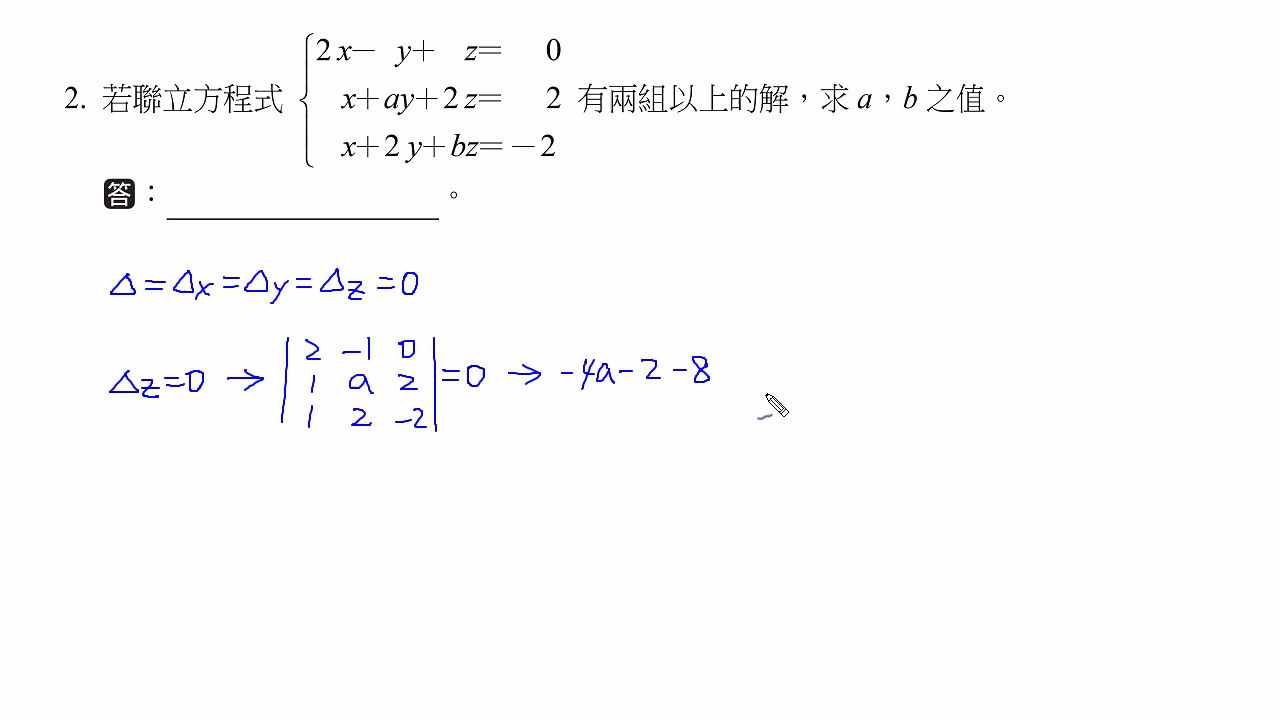 2. 若聯立方程式
2x－ y＋ z＝ 0
x＋ay＋2z＝ 2
x＋2y＋bz＝－2
有兩組以上的解，求 a，b 之值。
答：＿＿＿＿＿＿＿＿。
Δ=Δx=Δy=Δz=0
Δz=0 → | 2 -1 0 |
| 1 a 2 | =0 → -4a-2-8
| 1 2 -2 |